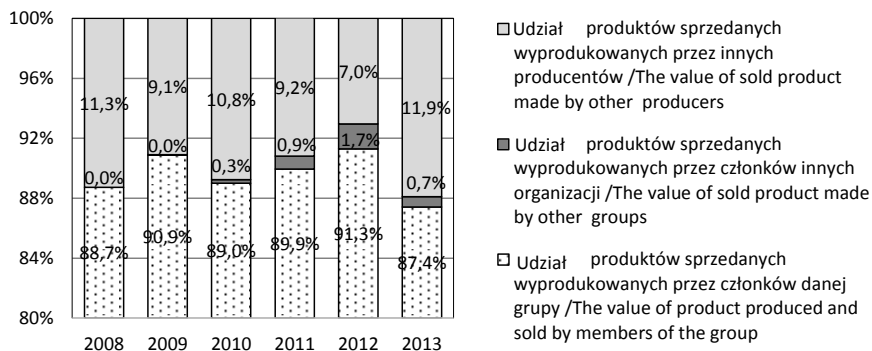 100%
96%
92%
88%
84%
80%
11,3%
9,1%
10,8%
9,2%
7,0%
11,9%
0,0%
0,0%
0,3%
0,9%
1,7%
0,7%
88,7%
90,9%
89,0%
89,9%
91,3%
87,4%
2008 2009 2010 2011 2012 2013
Udział produktów sprzedanych
wyprodukowanych przez innych
producentów /The value of sold product
made by other producers
Udział produktów sprzedanych
wyprodukowanych przez członków innych
organizacji /The value of sold product made
by other groups
Udział produktów sprzedanych
wyprodukowanych przez członków danej
grupy /The value of product produced and
sold by members of the group